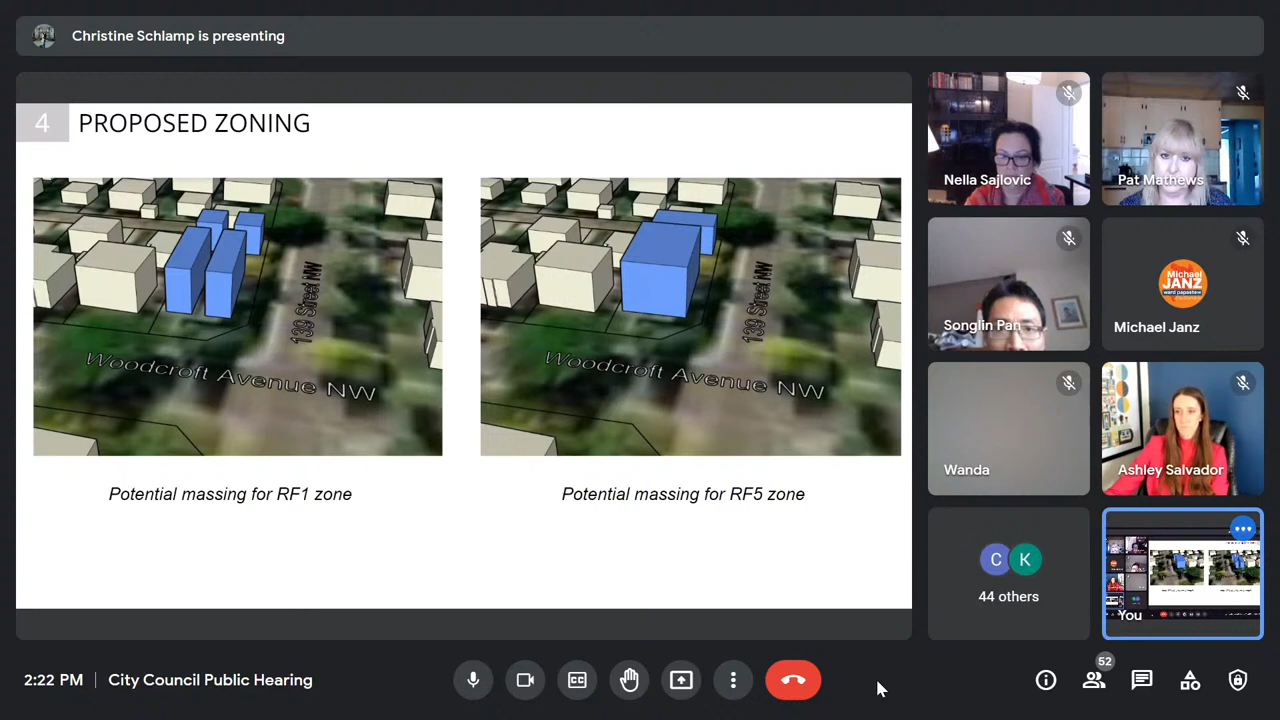 Christine Schlamp is presenting
4 PROPOSED ZONING
139 Street NW
Woodcroft Avenue NW
139 Street NW
Woodcroft Avenue NW
Potential massing for RF1 zone
Potential massing for RF5 zone
Nella Sajlovic
Pat Mathews
Songlin Pan
Michael
JANZ
Michael Janz
Wanda
Ashley Salvador
C K
44 others
You
2:22 PM | City Council Public Hearing
CC
52